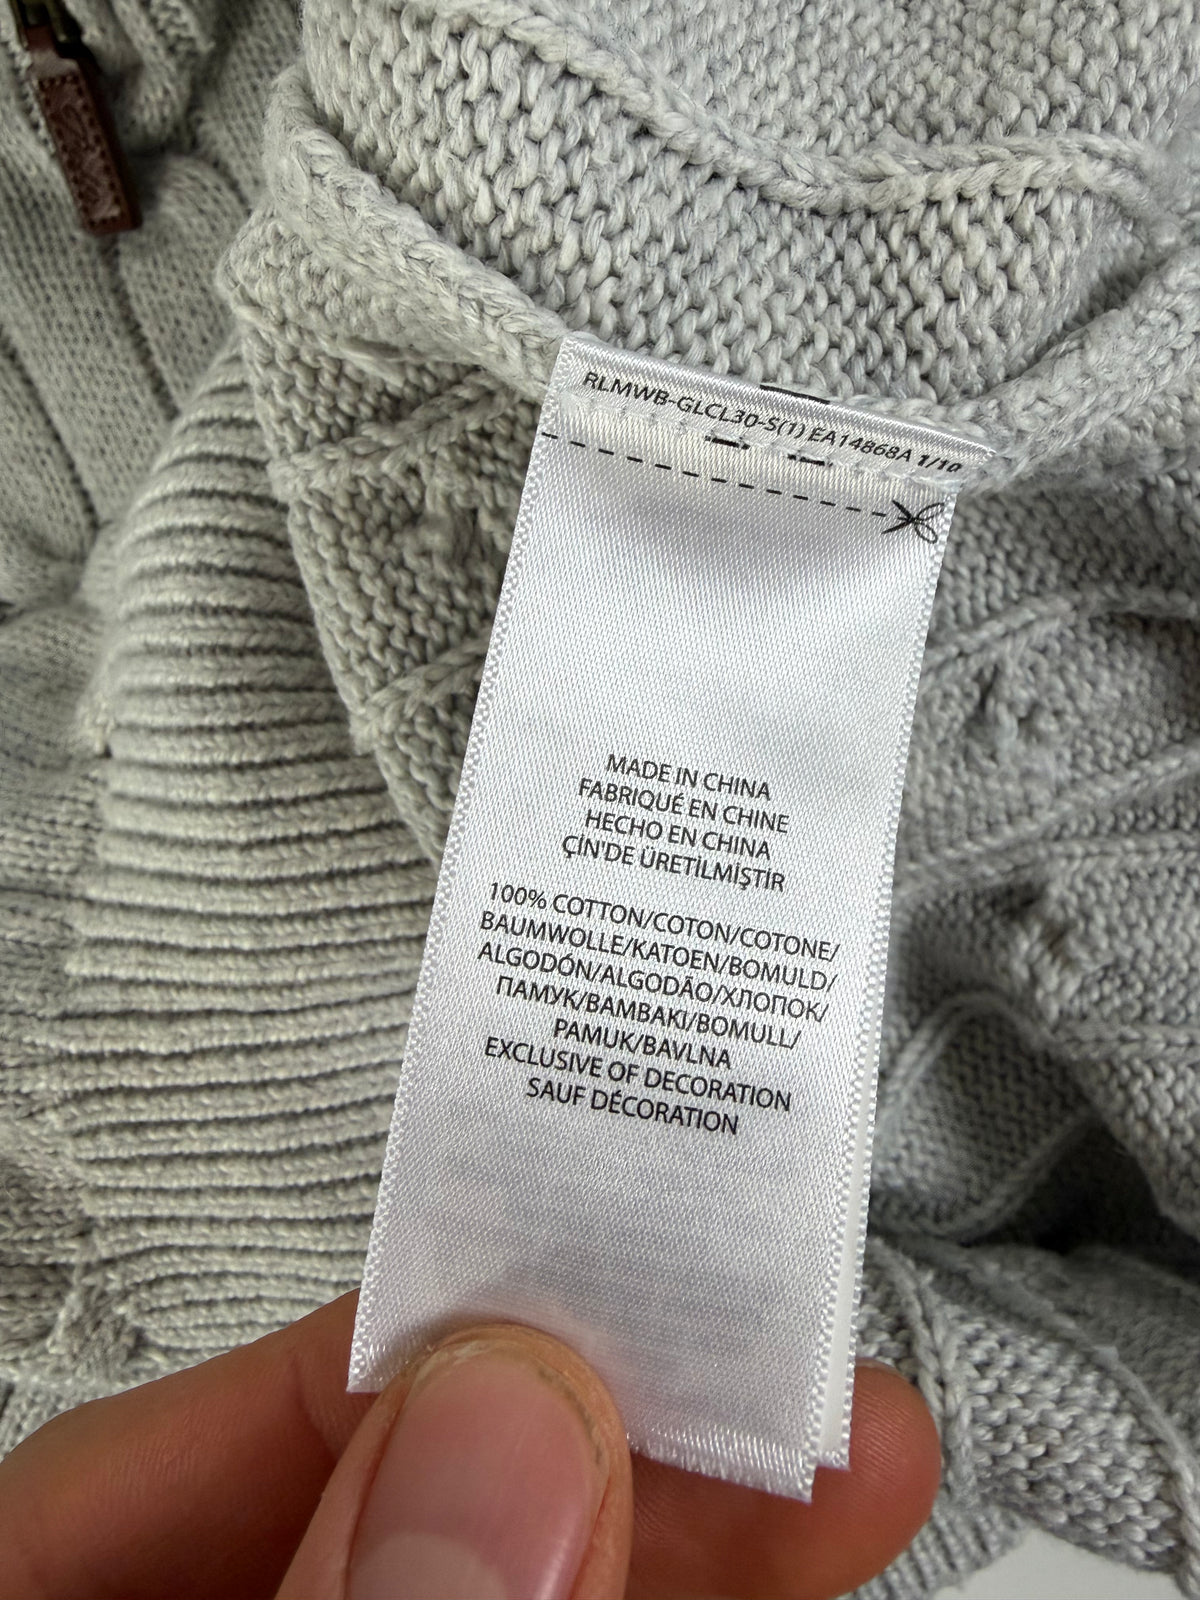 RLMWB-GLCL30-S(1) EA14868A 1/10
MADE IN CHINA
FABRIQUÉ EN CHINE
HECHO EN CHINA
ÇİN'DE ÜRETİLMİŞTİR
100% COTTON/COTON/COTONE/
BAUMWOLLE/KATOEN/BOMULD/
ALGODÓN/ALGODÃO/ХЛОПОК/
ПАМУК/BAMBAKI/BOMULL/
PAMUK/BAVLNA
EXCLUSIVE OF DECORATION
SAUF DÉCORATION